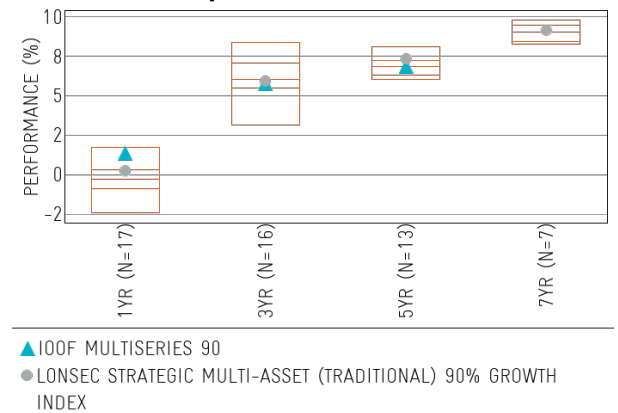 10
8
5
2
0
-2
PERFORMANCE (%)
1YR (N=17)
3YR (N=16)
5YR (N=13)
7YR (N=7)
IOOF MULTISERIES 90
LONSEC STRATEGIC MULTI-ASSET (TRADITIONAL) 90% GROWTH
INDEX